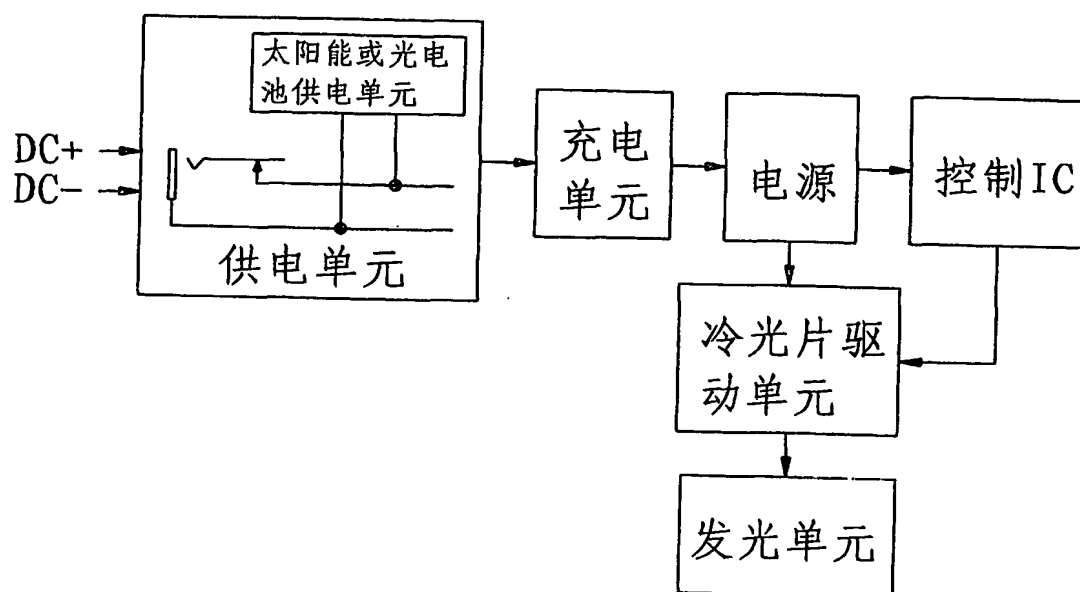 太阳能或光电
池供电单元
DC+
DC-
供电单元
充电
单元
电源
控制IC
冷光片驱
动单元
发光单元